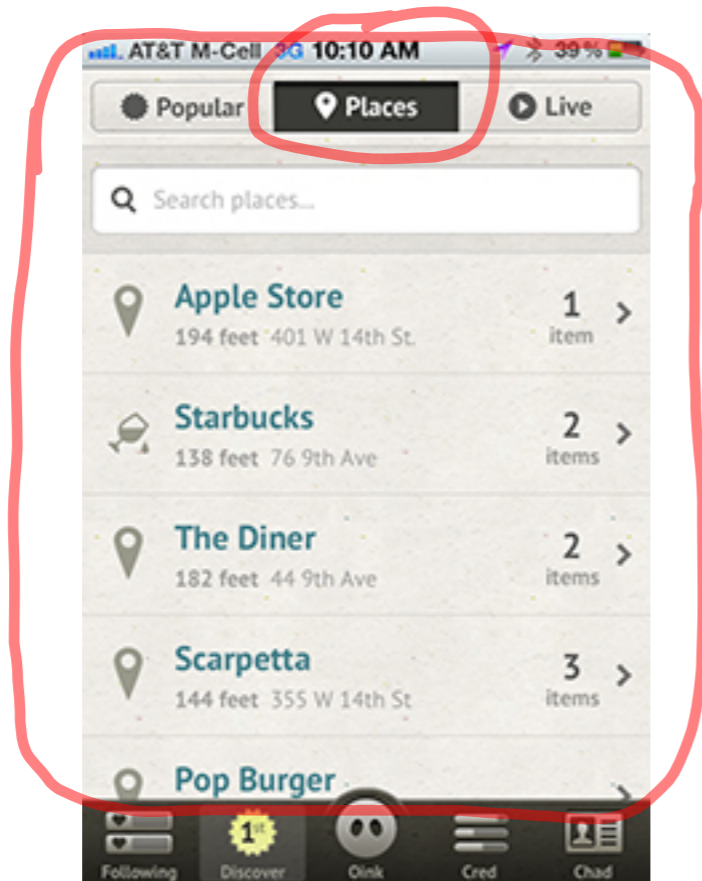 AT&T M-Cell 3G 10:10 AM 39%
Popular Places Live
Search places...
Apple Store
194 feet 401 W 14th St.
1
item
Starbucks
138 feet 76 9th Ave
2
items
The Diner
182 feet 44 9th Ave
2
items
Scarpetta
144 feet 355 W 14th St
3
items
Pop Burger
1st
Following Discover Oink Cred Chad